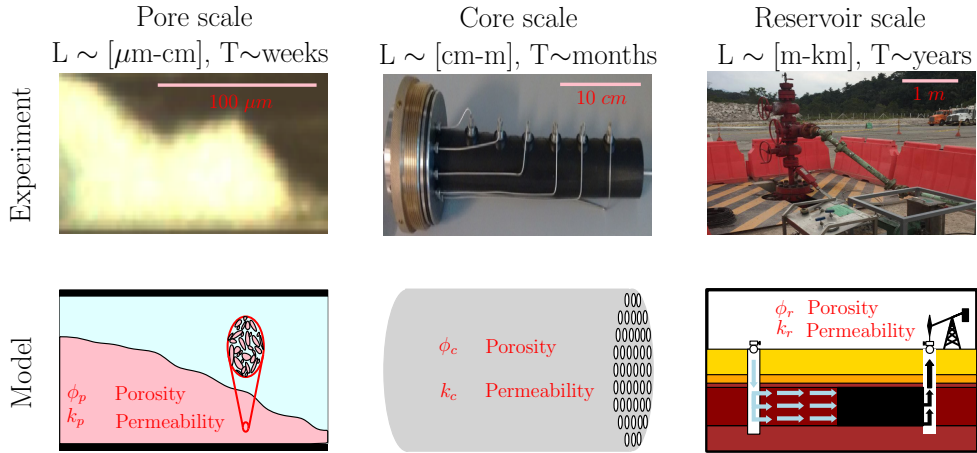 Pore scale
L ∼ [μm-cm], T∼weeks
Core scale
L ∼ [cm-m], T∼months
Reservoir scale
L ∼ [m-km], T∼years
Experiment
100 μm
10 cm
1 m
Model
ϕp Porosity
kp Permeability
ϕc Porosity
kc Permeability
ϕr Porosity
kr Permeability